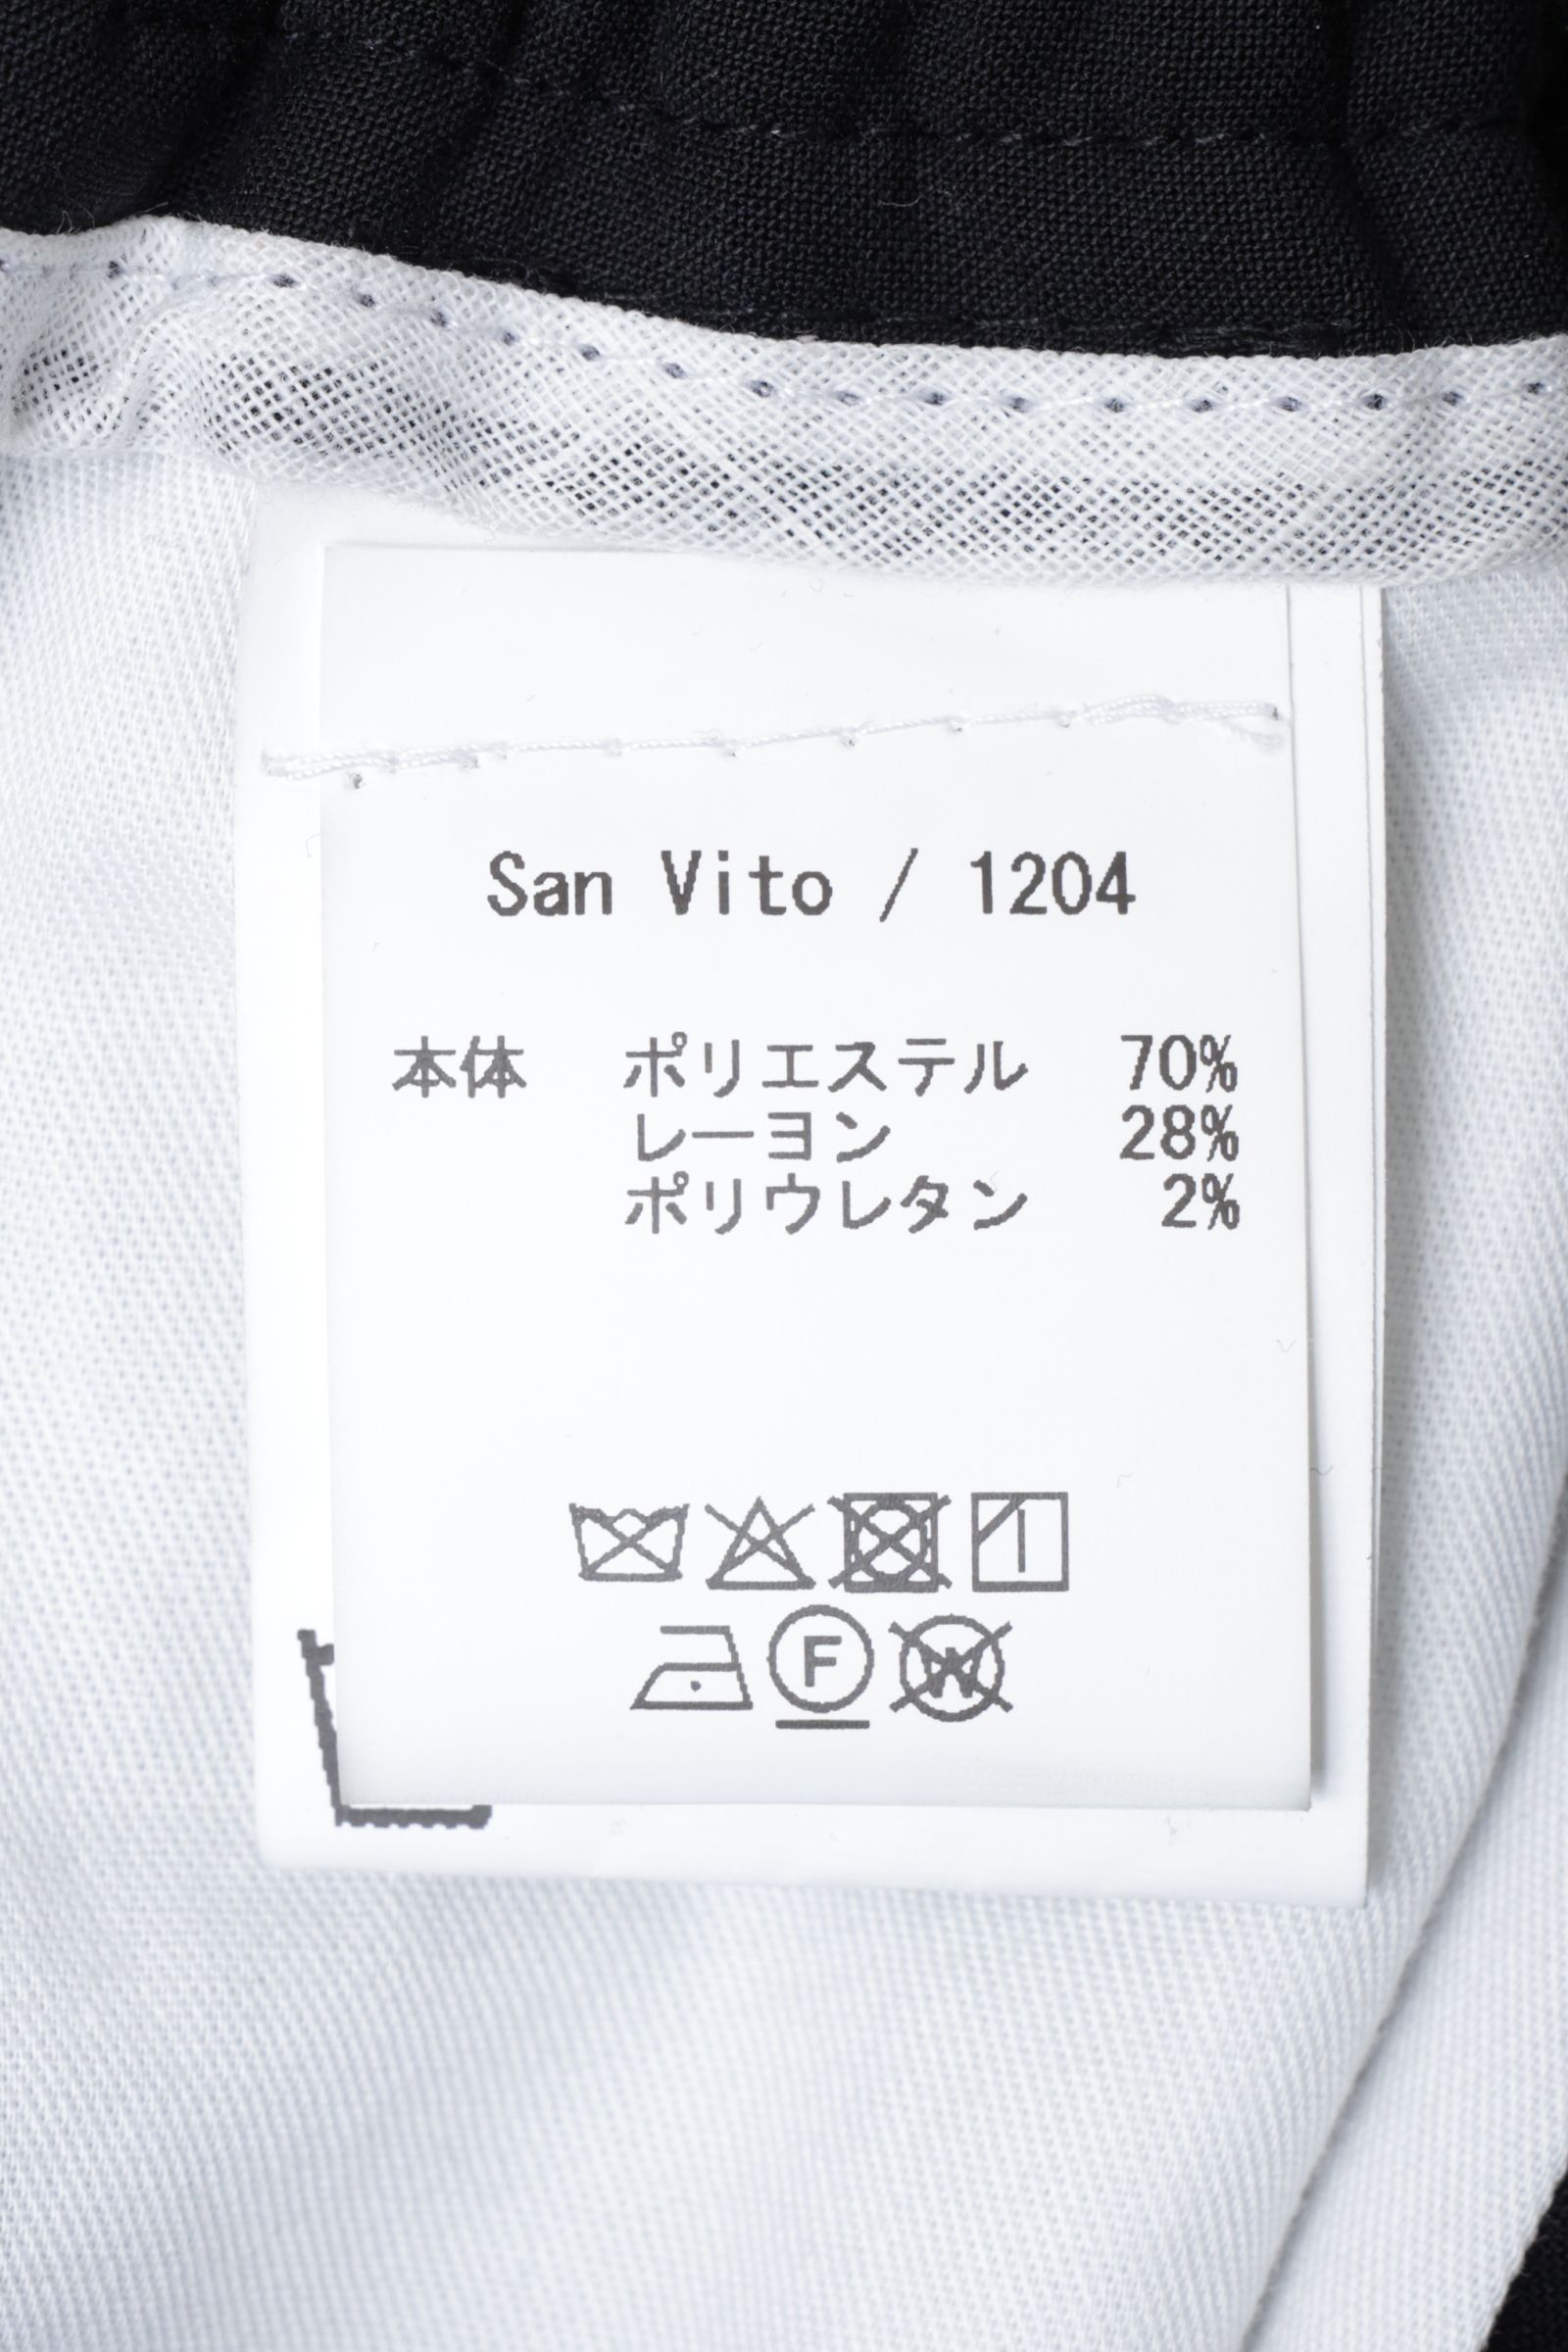 San Vito / 1204
本体 ポリエステル 70%
レーヨン 28%
ポリウレタン 2%
F W